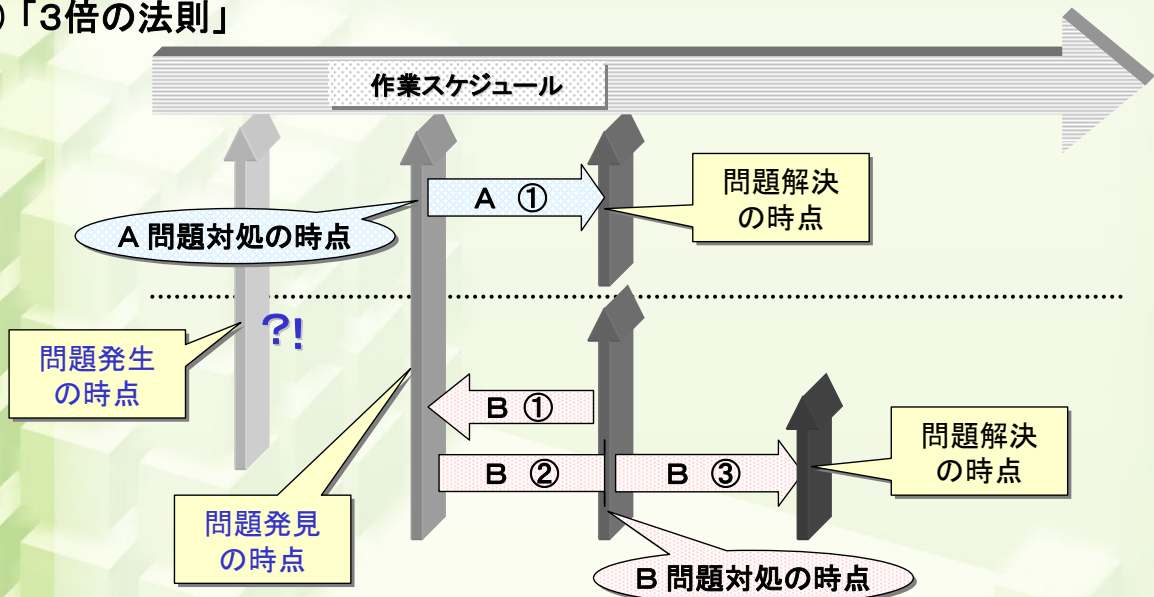 「3倍の法則」
作業スケジュール
A ①
問題解決
の時点
A 問題対処の時点
?!
問題発生
の時点
B ①
問題解決
の時点
B ②
B ③
問題発見
の時点
B 問題対処の時点